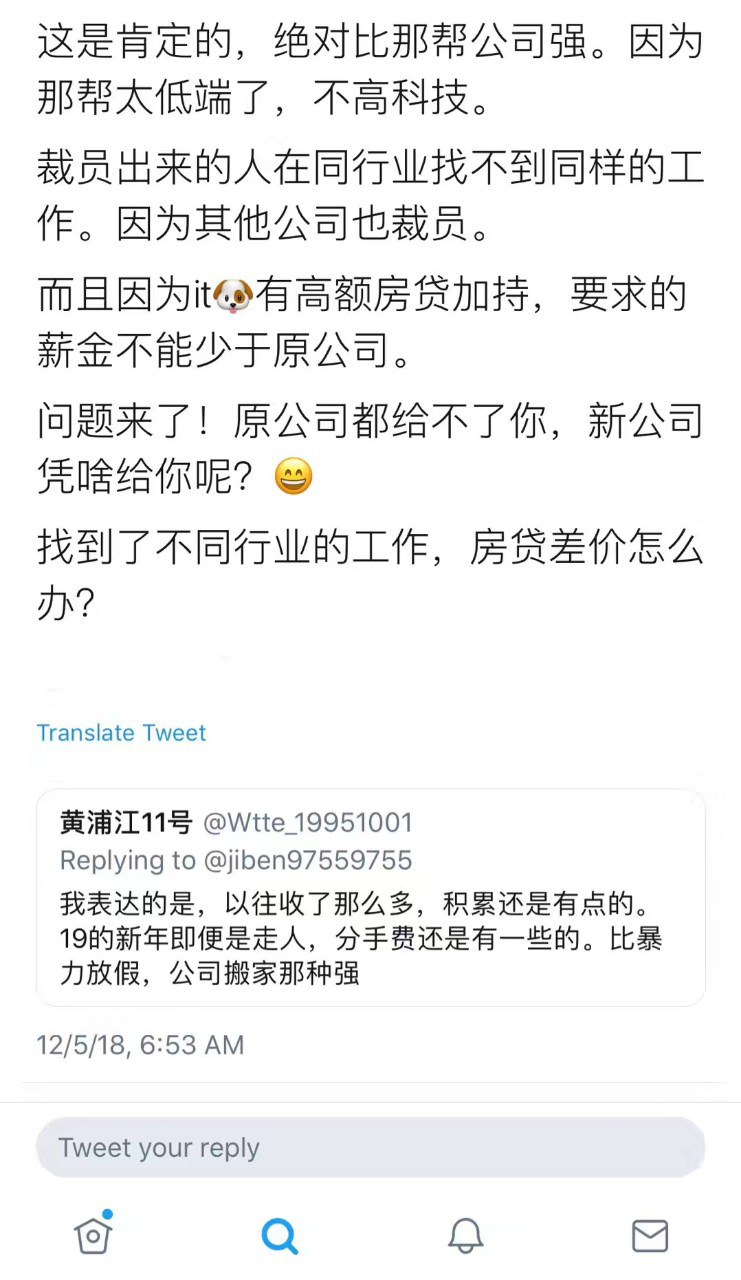 这是肯定的，绝对比那帮公司强。因为
那帮太低端了，不高科技。
裁员出来的人在同行业找不到同样的工
作。因为其他公司也裁员。
而且因为it🐶有高额房贷加持，要求的
薪金不能少于原公司。
问题来了！原公司都给不了你，新公司
凭啥给你呢？😄
找到了不同行业的工作，房贷差价怎么
办？
Translate Tweet
黄浦江11号 @Wtte_19951001
Replying to @jiben97559755
我表达的是，以往收了那么多，积累还是有点的。
19的新年即便是走人，分手费还是有一些的。比暴
力放假，公司搬家那种强
12/5/18, 6:53 AM
Tweet your reply